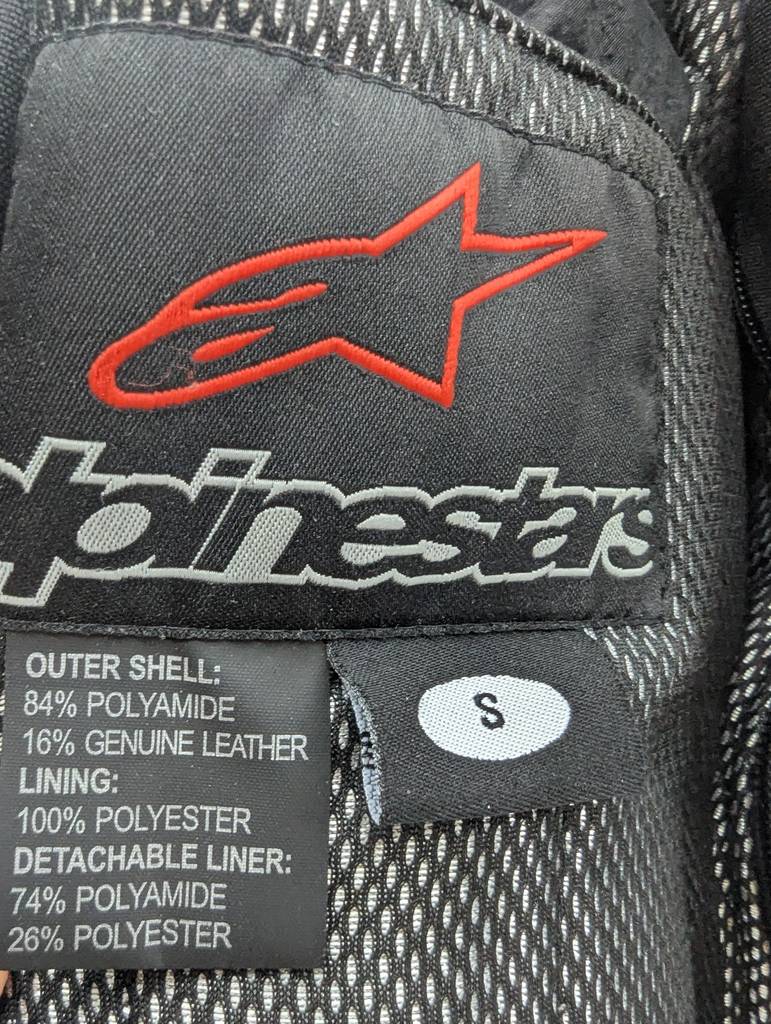 alpinestars
OUTER SHELL:
84% POLYAMIDE
16% GENUINE LEATHER
LINING:
100% POLYESTER
DETACHABLE LINER:
74% POLYAMIDE
26% POLYESTER
S